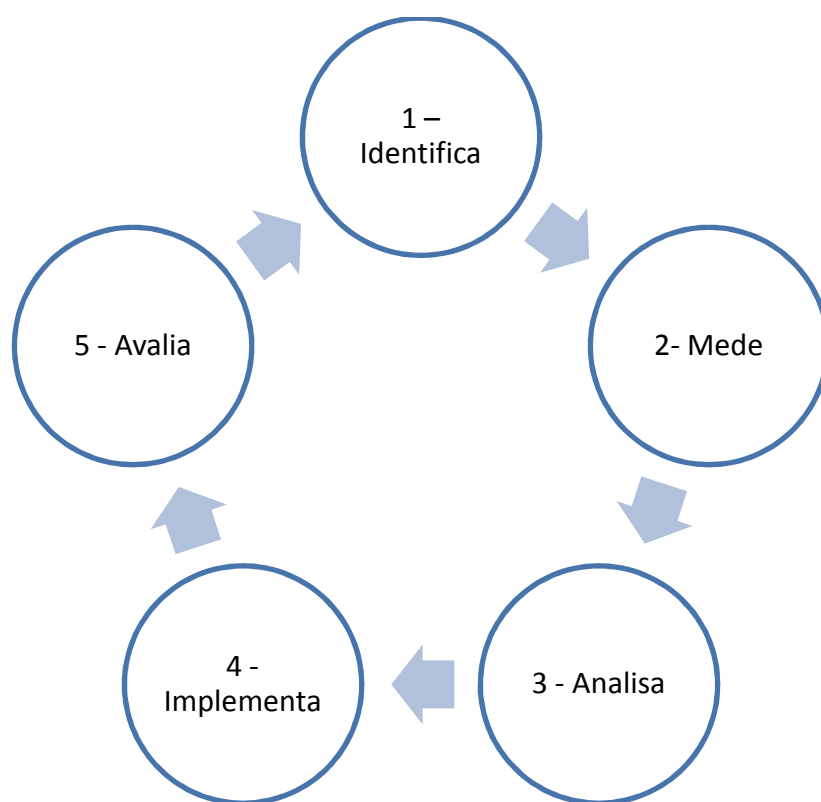 1 –
Identifica
2- Mede
3 - Analisa
4 -
Implementa
5 - Avalia